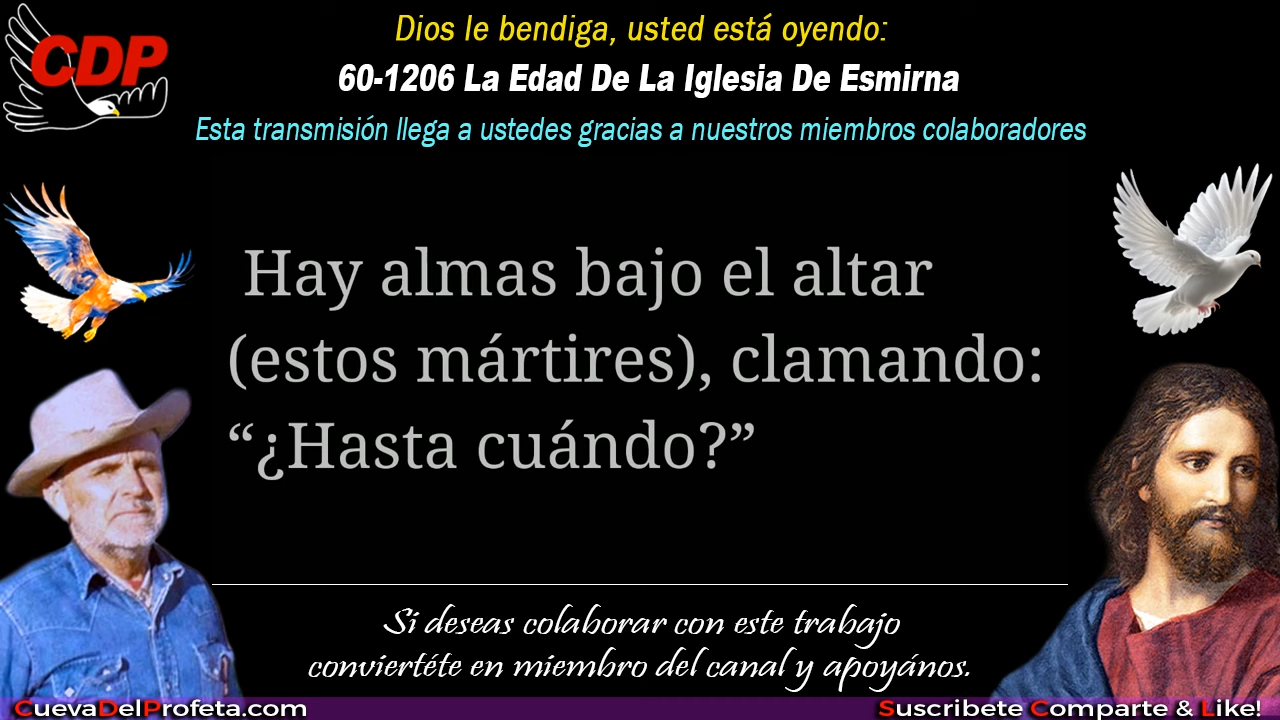 CDP
Dios le bendiga, usted está oyendo:
60-1206 La Edad De La Iglesia De Esmirna
Esta transmisión llega a ustedes gracias a nuestros miembros colaboradores
Hay almas bajo el altar
(estos mártires), clamando:
“¿Hasta cuándo?”
Si deseas colaborar con este trabajo
conviertéte en miembro del canal y apoyános.
CuevaDelProfeta.com
Suscribete Comparte & Like!